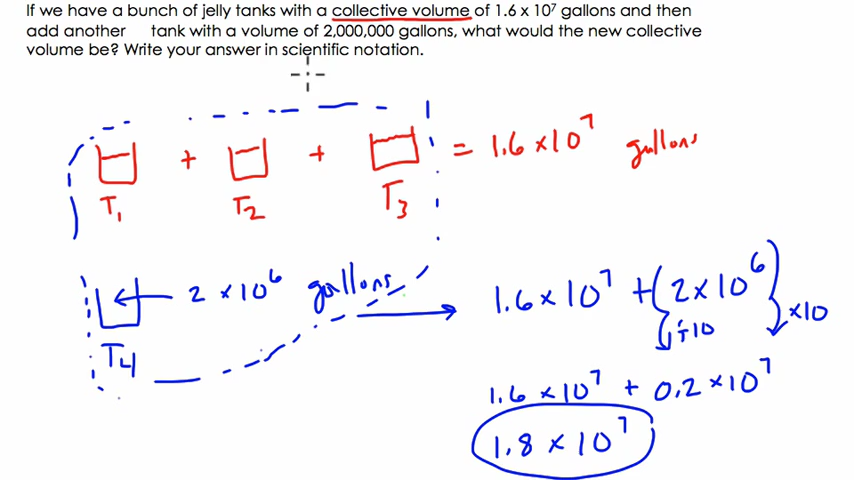 If we have a bunch of jelly tanks with a collective volume of 1.6 x 10⁷ gallons and then
add another tank with a volume of 2,000,000 gallons, what would the new collective
volume be? Write your answer in scientific notation.
+ + = 1.6 × 10⁷ gallons
T₁ T₂ T₃
2 × 10⁶ gallons
1.6 × 10⁷ + (2 × 10⁶)
÷10 ×10
T4
1.6 × 10⁷ + 0.2 × 10⁷
1.8 × 10⁷